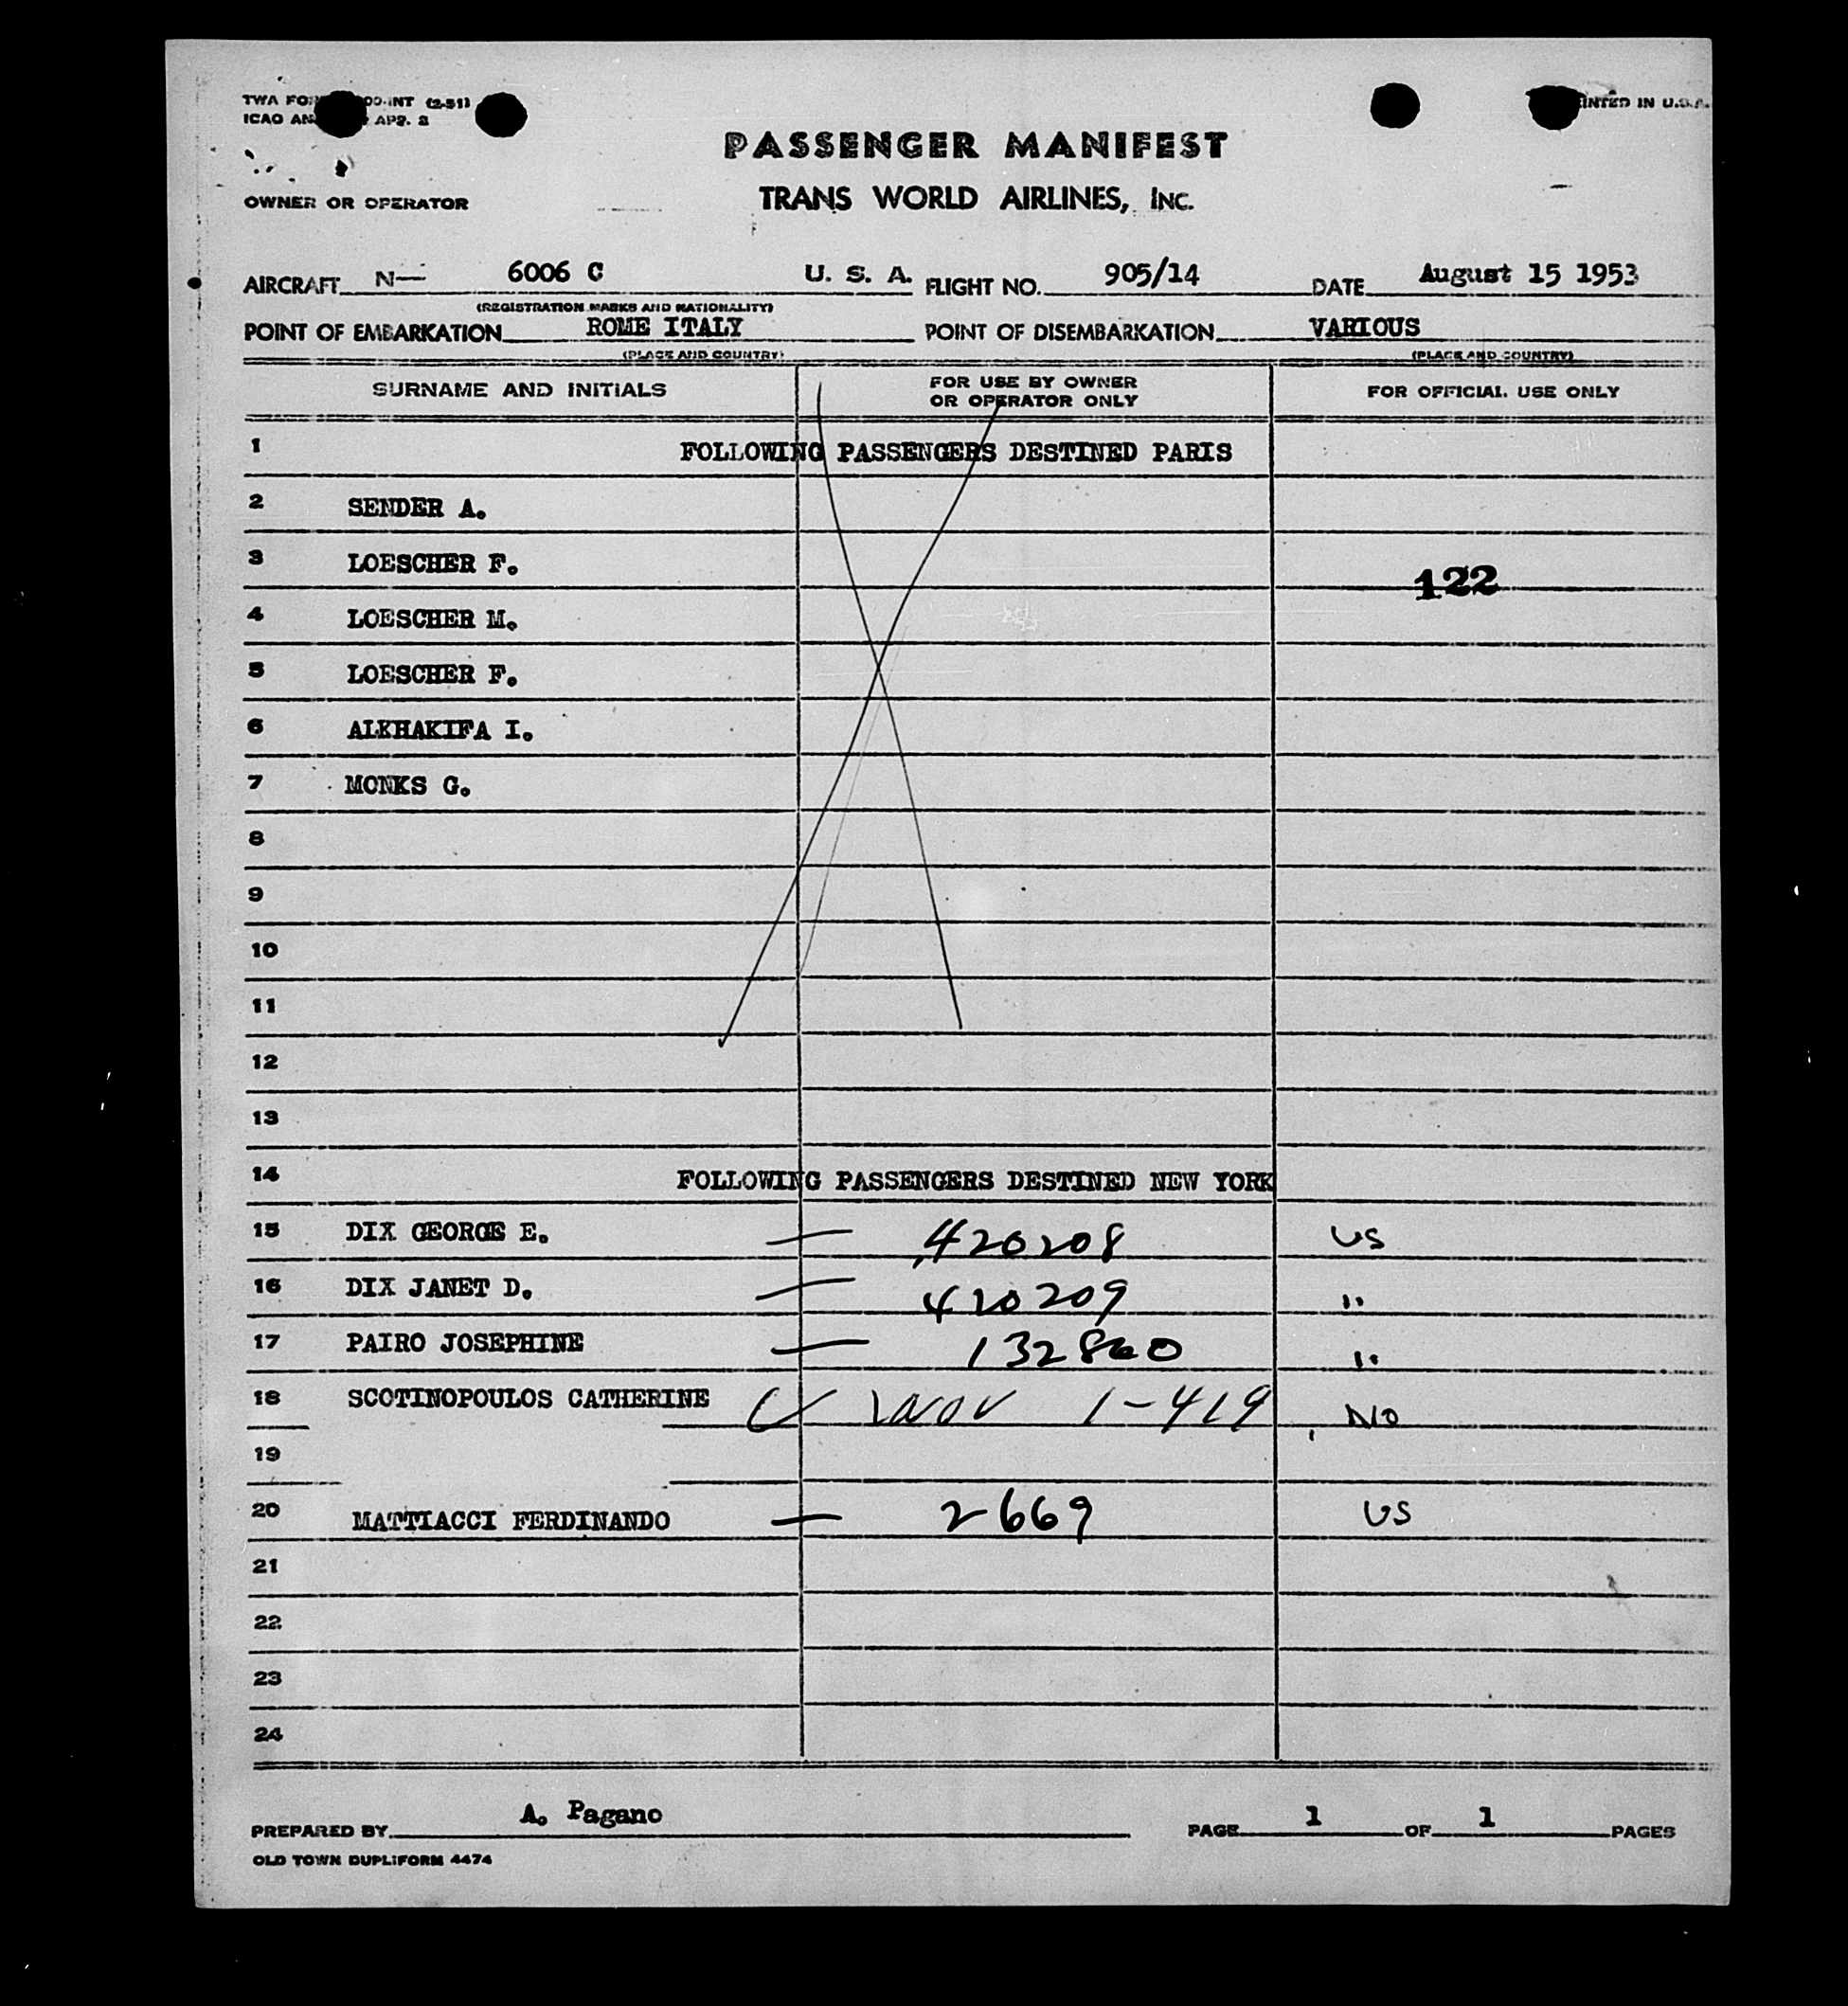 TWA FO 00-INT (2-51)
ICAO AN AP9. 2
PRINTED IN U.S.A.
PASSENGER MANIFEST
OWNER OR OPERATOR
TRANS WORLD AIRLINES, INC.
AIRCRAFT N— 6006 C U. S. A. FLIGHT NO. 905/14 DATE August 15 1953
(REGISTRATION MARKS AND NATIONALITY)
POINT OF EMBARKATION ROME ITALY POINT OF DISEMBARKATION VARIOUS
(PLACE AND COUNTRY) (PLACE AND COUNTRY)
SURNAME AND INITIALS FOR USE BY OWNER OR OPERATOR ONLY FOR OFFICIAL USE ONLY
1 FOLLOWING PASSENGERS DESTINED PARIS
2 SENDER A.
3 LOESCHER F. 122
4 LOESCHER M.
5 LOESCHER F.
6 ALKHAKIFA I.
7 MONKS G.
8
9
10
11
12
13
14 FOLLOWING PASSENGERS DESTINED NEW YORK
15 DIX GEORGE E. — 420208 US
16 DIX JANET D. — 420209 "
17 PAIRO JOSEPHINE — 132860 "
18 SCOTINOPOULOS CATHERINE 1-419 No
19
20 MATTIACCI FERDINANDO — 2669 US
21
22
23
24
PREPARED BY A. Pagano PAGE 1 OF 1 PAGES
OLD TOWN DUPLIFORM 4474